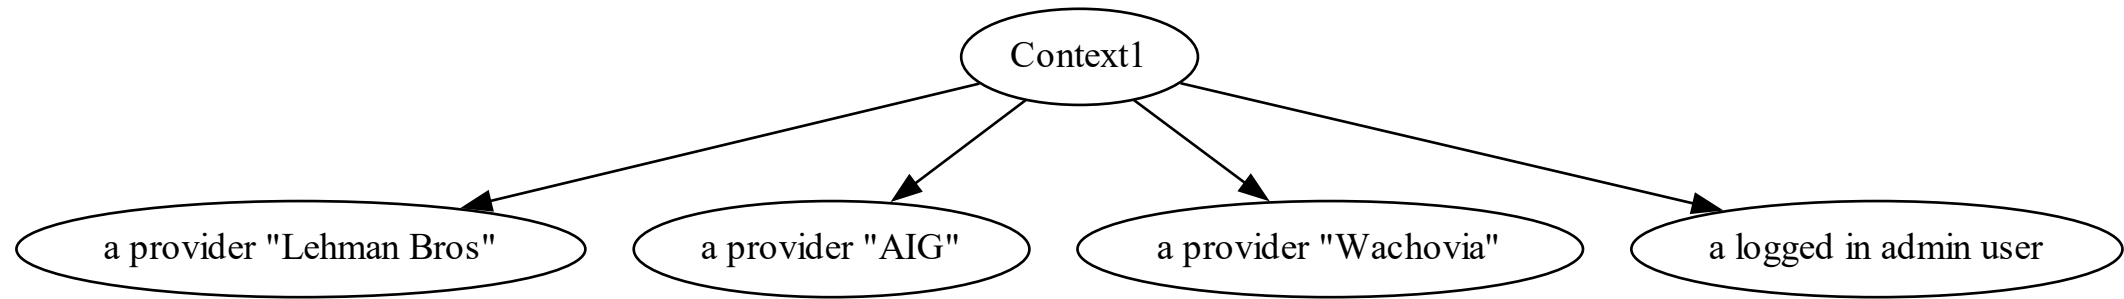 Context1
a provider "Lehman Bros"
a provider "AIG"
a provider "Wachovia"
a logged in admin user